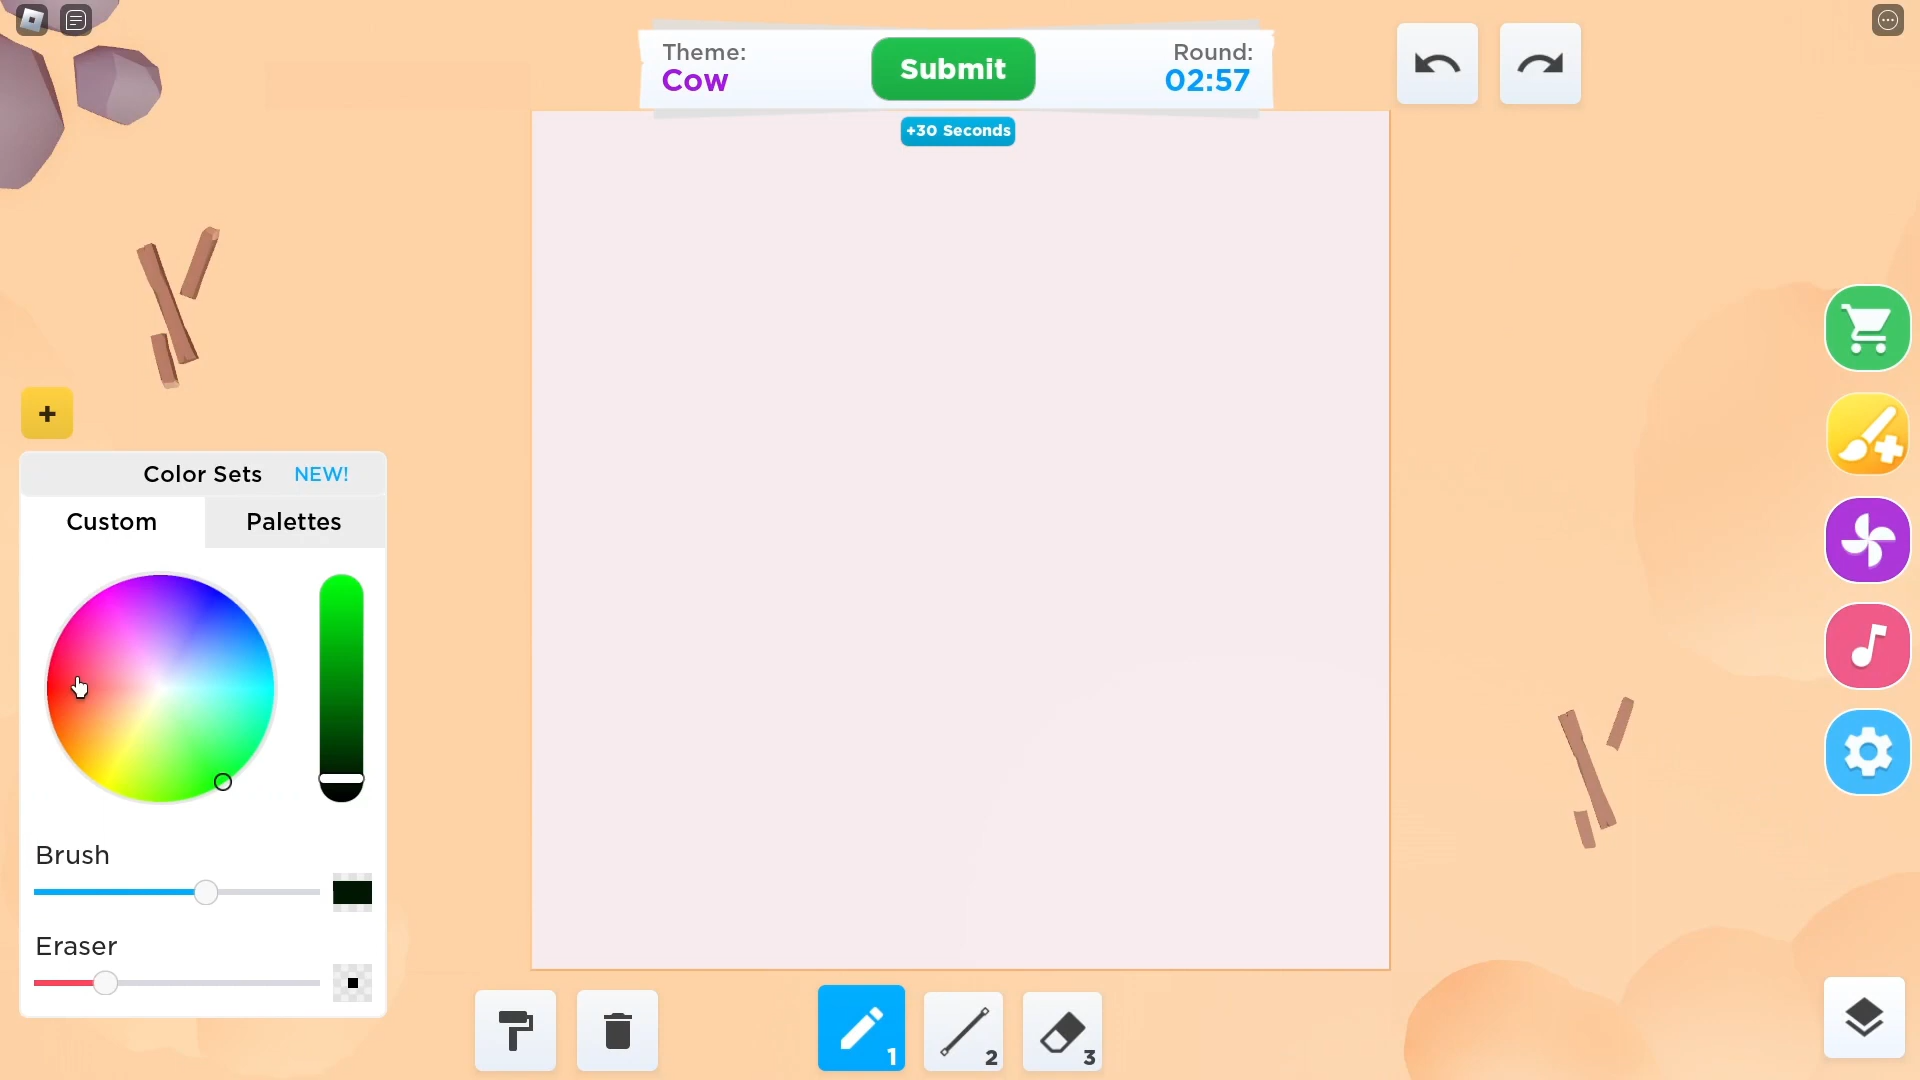 Theme:
Cow
Submit
Round:
02:57
+30 Seconds
+
Color Sets NEW!
Custom
Palettes
Brush
Eraser
1
2
3